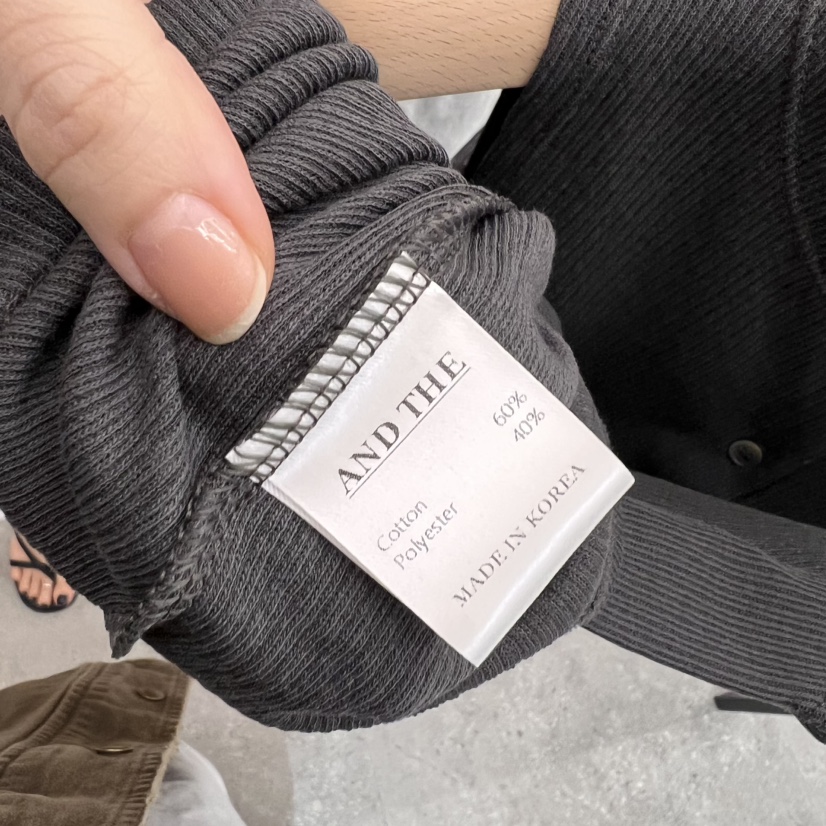 AND THE
Cotton 60%
Polyester 40%
MADE IN KOREA